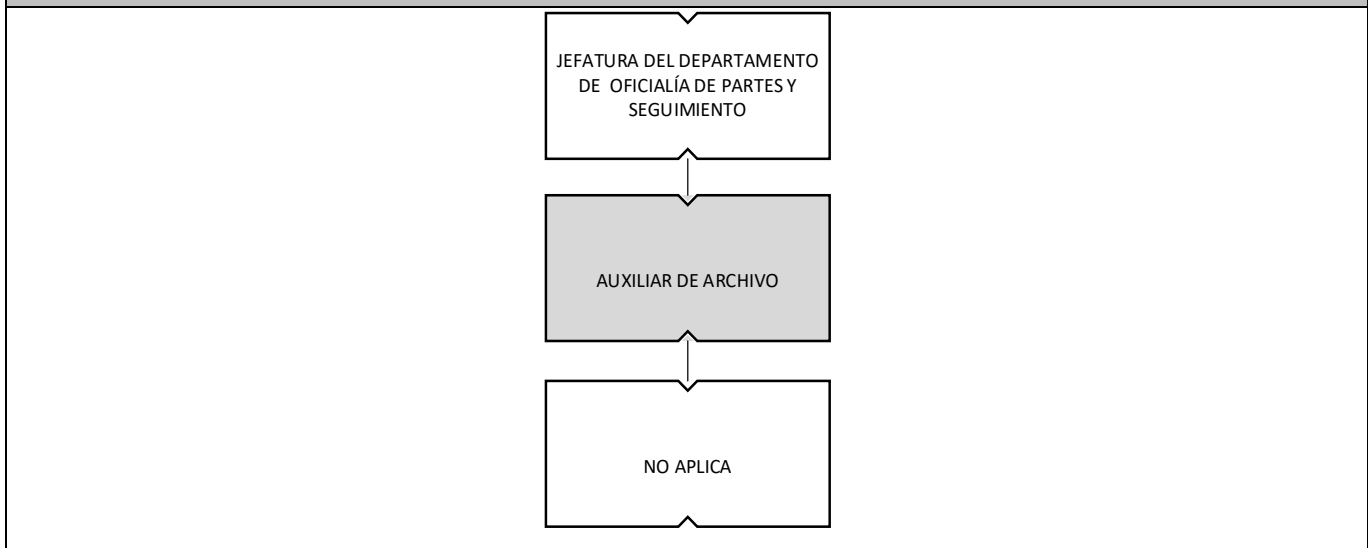 JEFATURA DEL DEPARTAMENTO
DE OFICIALÍA DE PARTES Y
SEGUIMIENTO
AUXILIAR DE ARCHIVO
NO APLICA